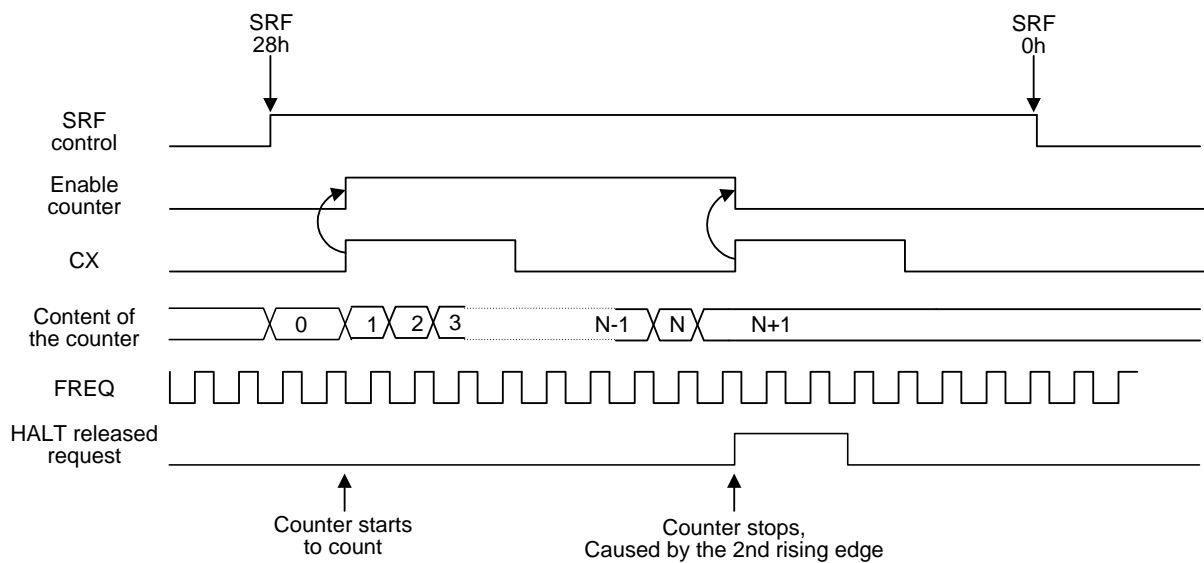 SRF
28h
SRF
0h
SRF
control
Enable
counter
CX
Content of
the counter
0
1
2
3
N-1
N
N+1
FREQ
HALT released
request
Counter starts
to count
Counter stops,
Caused by the 2nd rising edge